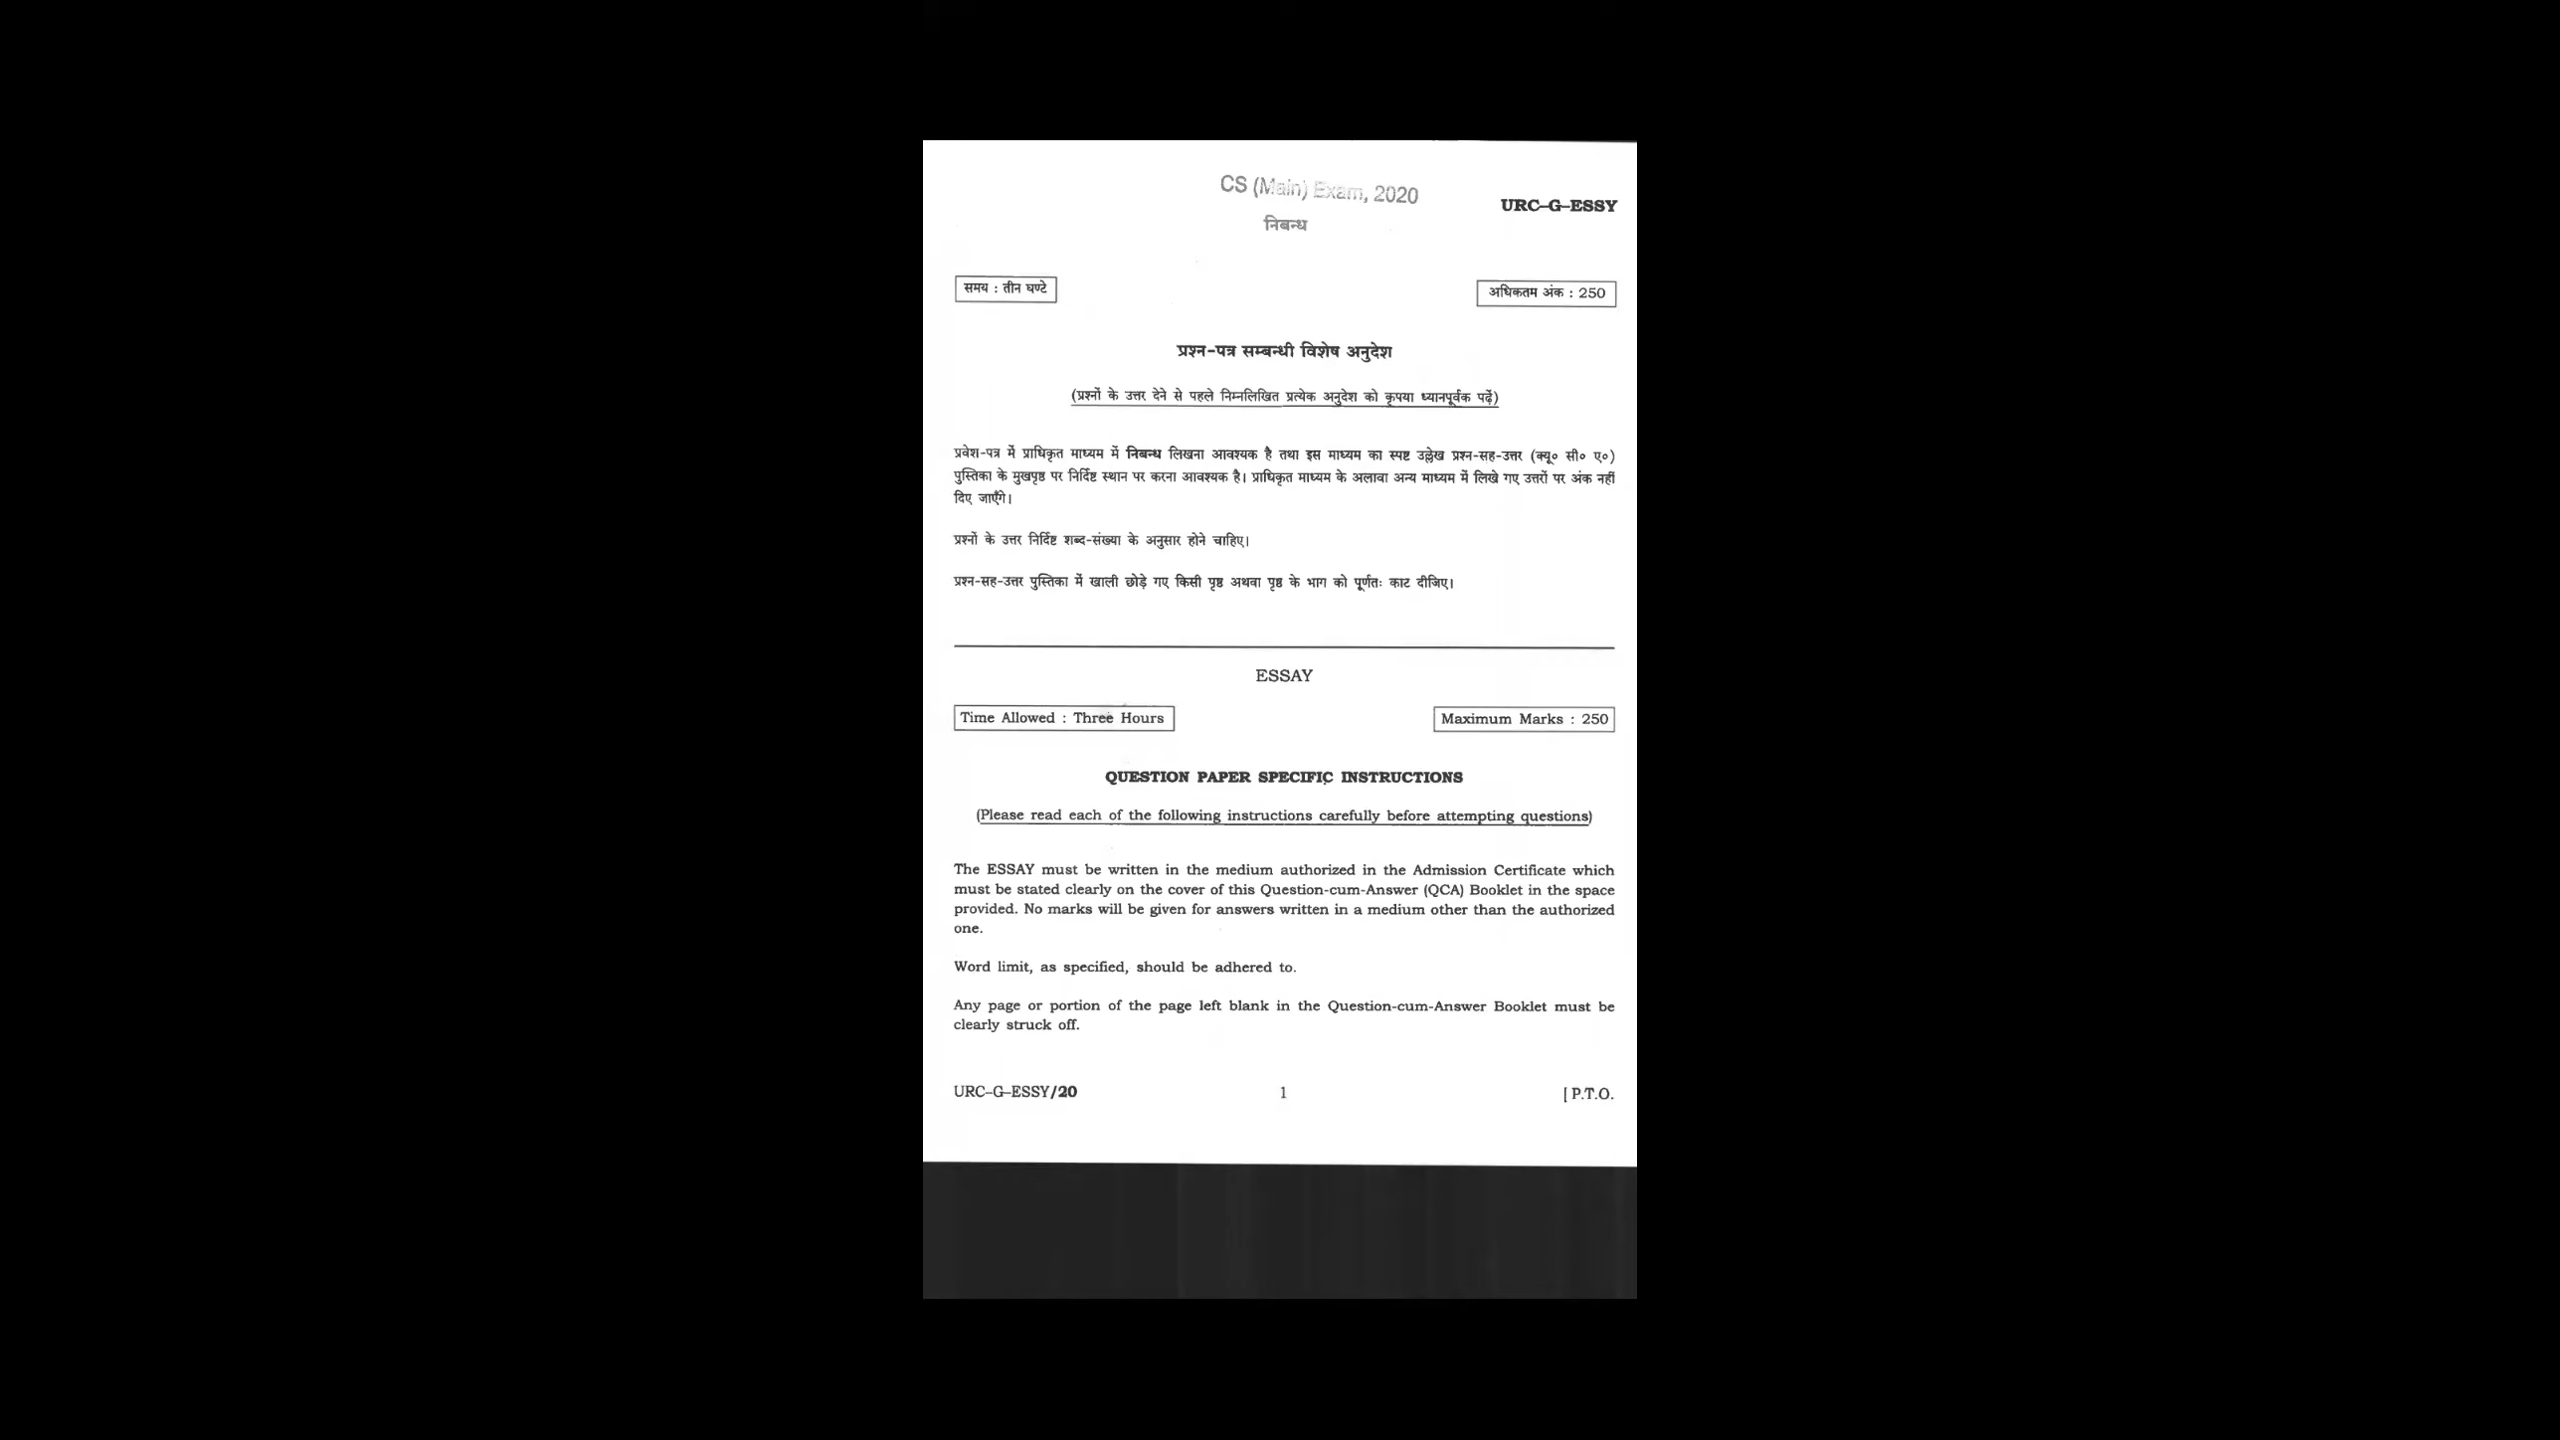 CS (Main) Exam, 2020
URC–G–ESSY
निबन्ध
समय : तीन घण्टे
अधिकतम अंक : 250
प्रश्न-पत्र सम्बन्धी विशेष अनुदेश
(प्रश्नों के उत्तर देने से पहले निम्नलिखित प्रत्येक अनुदेश को कृपया ध्यानपूर्वक पढ़ें)
प्रवेश-पत्र में प्राधिकृत माध्यम में निबन्ध लिखना आवश्यक है तथा इस माध्यम का स्पष्ट उल्लेख प्रश्न-सह-उत्तर (क्यू० सी० ए०)
पुस्तिका के मुखपृष्ठ पर निर्दिष्ट स्थान पर करना आवश्यक है। प्राधिकृत माध्यम के अलावा अन्य माध्यम में लिखे गए उत्तरों पर अंक नहीं
दिए जाएँगे।
प्रश्नों के उत्तर निर्दिष्ट शब्द-संख्या के अनुसार होने चाहिए।
प्रश्न-सह-उत्तर पुस्तिका में खाली छोड़े गए किसी पृष्ठ अथवा पृष्ठ के भाग को पूर्णतः काट दीजिए।
ESSAY
Time Allowed : Three Hours
Maximum Marks : 250
QUESTION PAPER SPECIFIC INSTRUCTIONS
(Please read each of the following instructions carefully before attempting questions)
The ESSAY must be written in the medium authorized in the Admission Certificate which
must be stated clearly on the cover of this Question-cum-Answer (QCA) Booklet in the space
provided. No marks will be given for answers written in a medium other than the authorized
one.
Word limit, as specified, should be adhered to.
Any page or portion of the page left blank in the Question-cum-Answer Booklet must be
clearly struck off.
URC–G–ESSY/20
1
[ P.T.O.